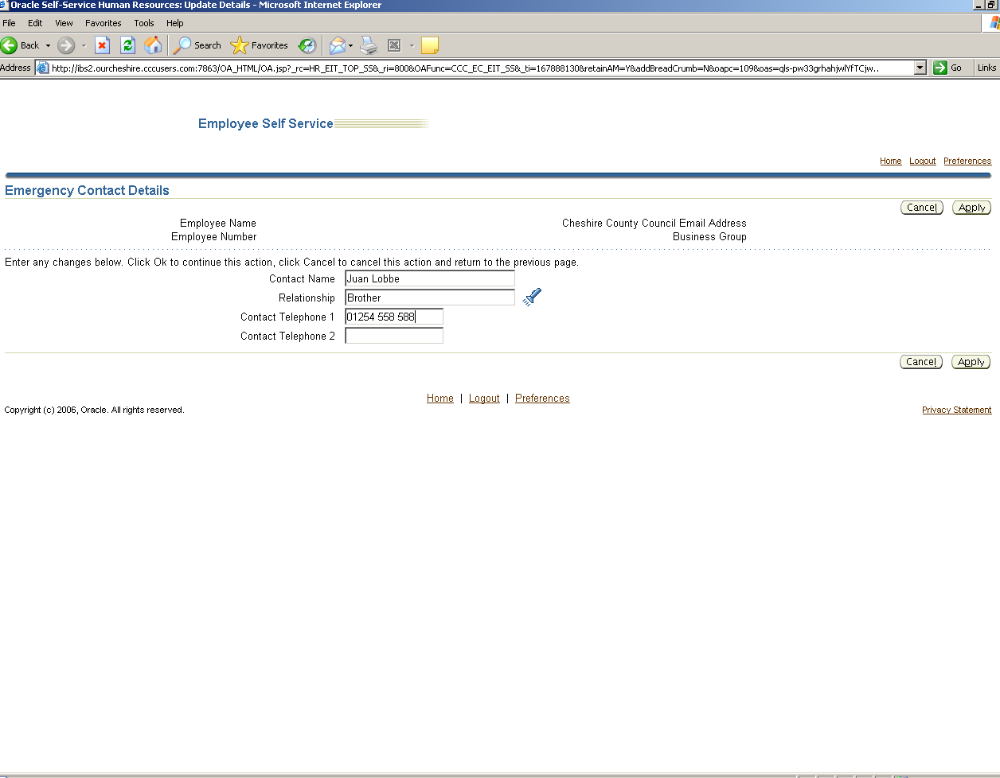 Oracle Self-Service Human Resources: Update Details - Microsoft Internet Explorer
File Edit View Favorites Tools Help
Back Search Favorites
Address http://ibs2.ourcheshire.cccusers.com:7863/OA_HTML/OA.jsp?_rc=HR_EIT_TOP_SS&_ri=800&OAFunc=CCC_EC_EIT_SS&_ti=167888130&retainAM=Y&addBreadCrumb=N&oapc=109&oas=qls-pw33grhahjwlYfTCjw.. Go Links
Employee Self Service
Home Logout Preferences
Emergency Contact Details
Cancel Apply
Employee Name Cheshire County Council Email Address
Employee Number Business Group
Enter any changes below. Click Ok to continue this action, click Cancel to cancel this action and return to the previous page.
Contact Name Juan Lobbe
Relationship Brother
Contact Telephone 1 01254 558 588
Contact Telephone 2
Cancel Apply
Home | Logout | Preferences
Copyright (c) 2006, Oracle. All rights reserved. Privacy Statement